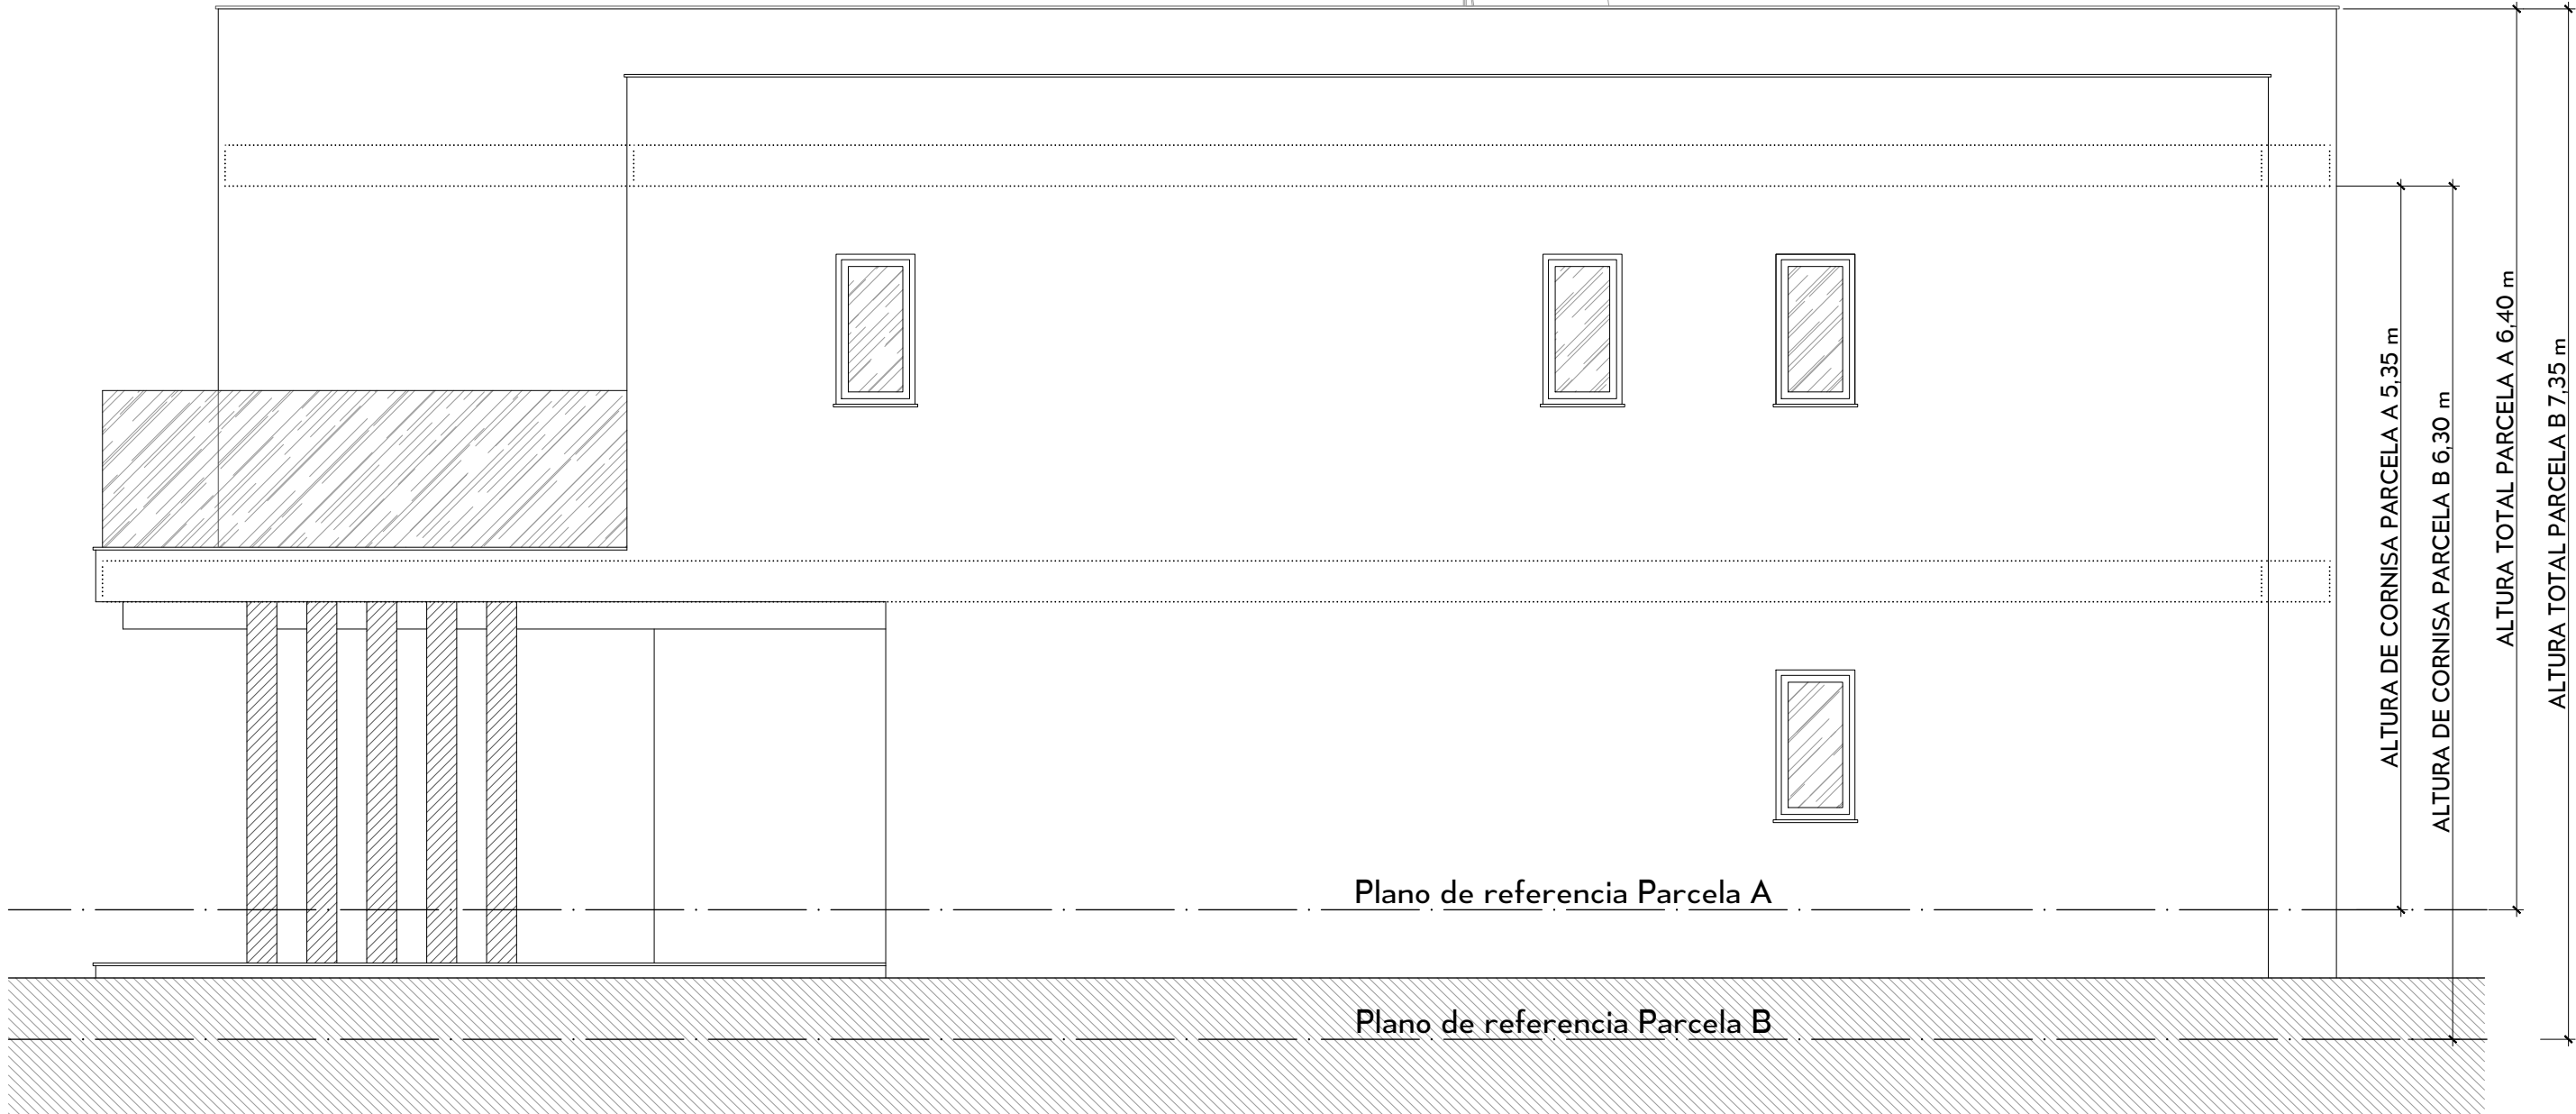 Plano de referencia Parcela A
Plano de referencia Parcela B
ALTURA DE CORNISA PARCELA A 5,35 m
ALTURA DE CORNISA PARCELA B 6,30 m
ALTURA TOTAL PARCELA A 6,40 m
ALTURA TOTAL PARCELA B 7,35 m